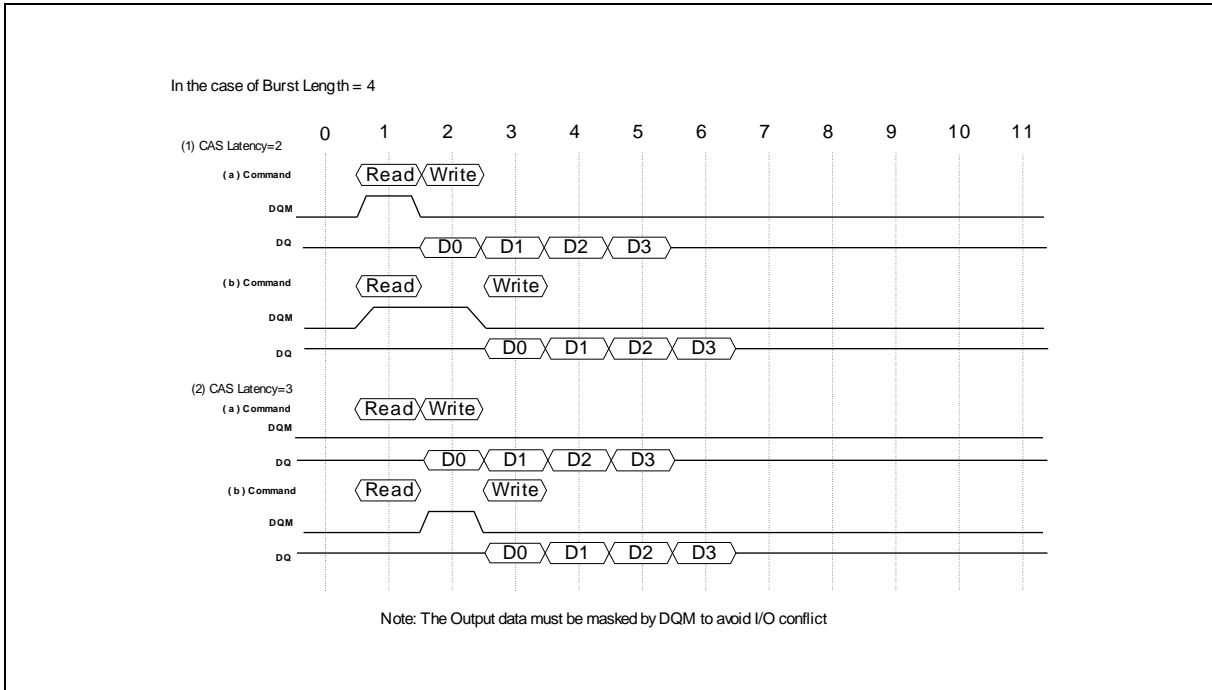 In the case of Burst Length = 4
0 1 2 3 4 5 6 7 8 9 10 11
(1) CAS Latency=2
( a ) Command Read Write
DQM
DQ D0 D1 D2 D3
( b ) Command Read Write
DQM
DQ D0 D1 D2 D3
(2) CAS Latency=3
( a ) Command Read Write
DQM
DQ D0 D1 D2 D3
( b ) Command Read Write
DQM
DQ D0 D1 D2 D3
Note: The Output data must be masked by DQM to avoid I/O conflict